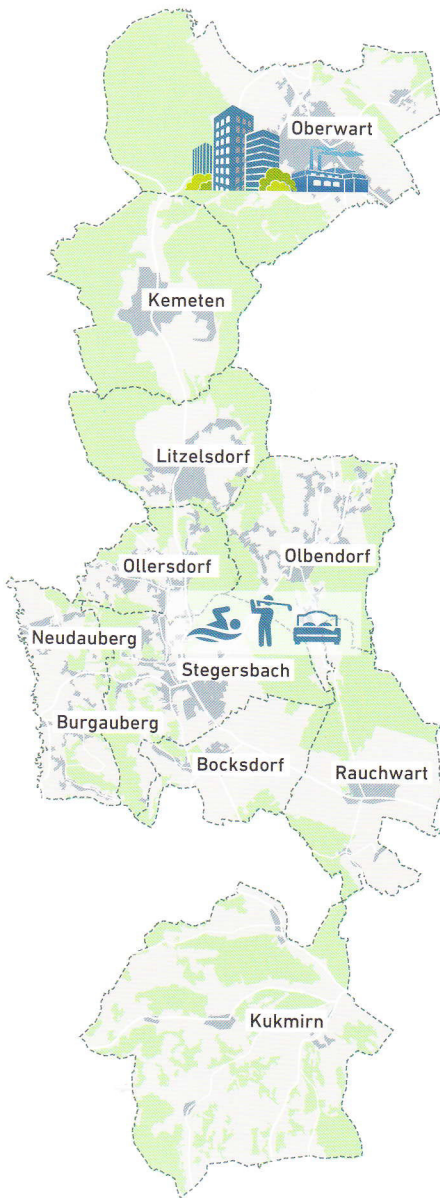 Oberwart
Kemeten
Litzelsdorf
Olbendorf
Ollersdorf
Neudauberg
Stegersbach
Burgauberg
Bocksdorf
Rauchwart
Kukmirn